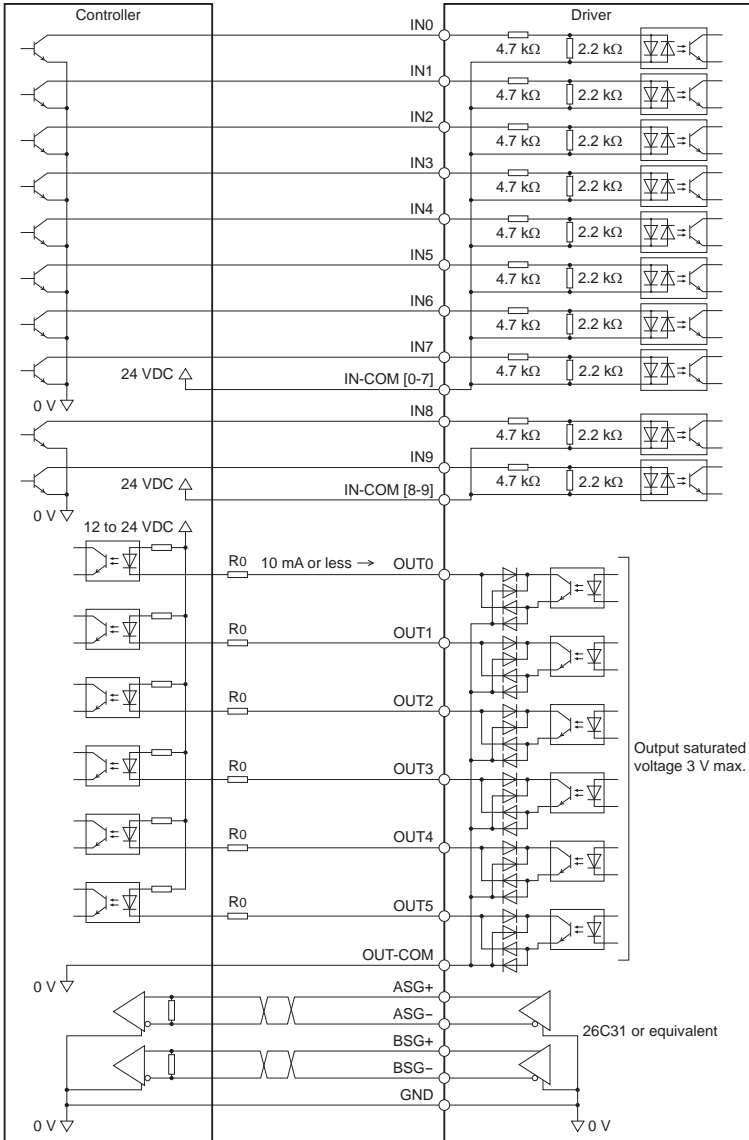 Controller Driver
IN0
4.7 kΩ 2.2 kΩ
IN1
4.7 kΩ 2.2 kΩ
IN2
4.7 kΩ 2.2 kΩ
IN3
4.7 kΩ 2.2 kΩ
IN4
4.7 kΩ 2.2 kΩ
IN5
4.7 kΩ 2.2 kΩ
IN6
4.7 kΩ 2.2 kΩ
IN7
4.7 kΩ 2.2 kΩ
24 VDC IN-COM [0-7]
0 V
IN8
4.7 kΩ 2.2 kΩ
IN9
4.7 kΩ 2.2 kΩ
24 VDC IN-COM [8-9]
0 V
12 to 24 VDC
R0 10 mA or less → OUT0
R0 OUT1
R0 OUT2
Output saturated
voltage 3 V max.
R0 OUT3
R0 OUT4
R0 OUT5
OUT-COM
0 V
ASG+
ASG−
26C31 or equivalent
BSG+
BSG−
GND
0 V 0 V